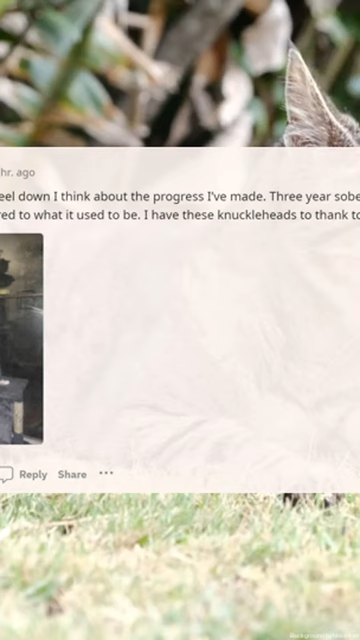 hr. ago
eel down I think about the progress I've made. Three year sobe
red to what it used to be. I have these knuckleheads to thank to
Reply Share ···